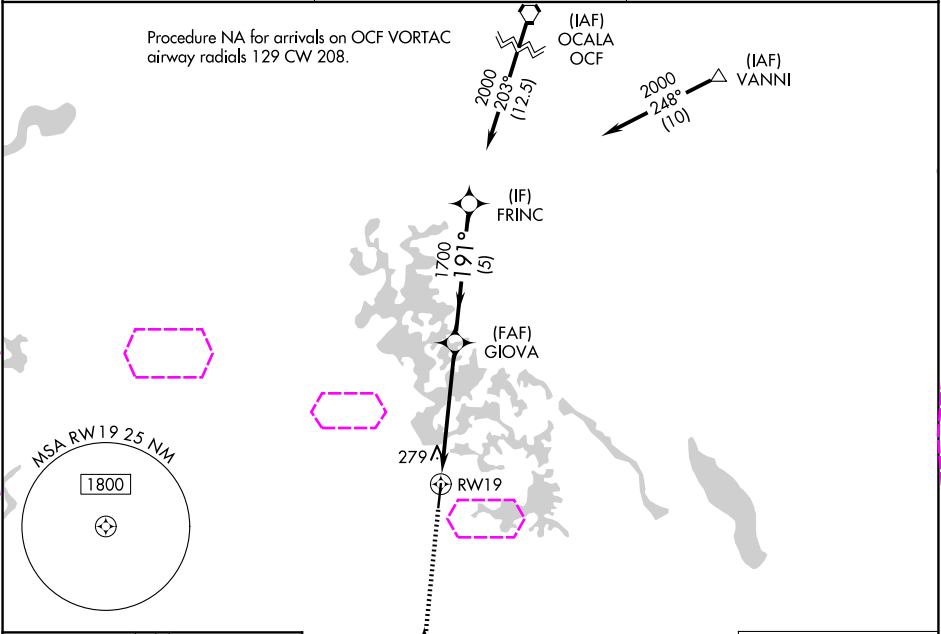 Procedure NA for arrivals on OCF VORTAC
airway radials 129 CW 208.
(IAF)
OCALA
OCF
2000
203°
(12.5)
(IAF)
VANNI
2000
248°
(10)
(IF)
FRINC
1700
191°
(5)
(FAF)
GIOVA
279
RW19
MSA RW19 25 NM
1800